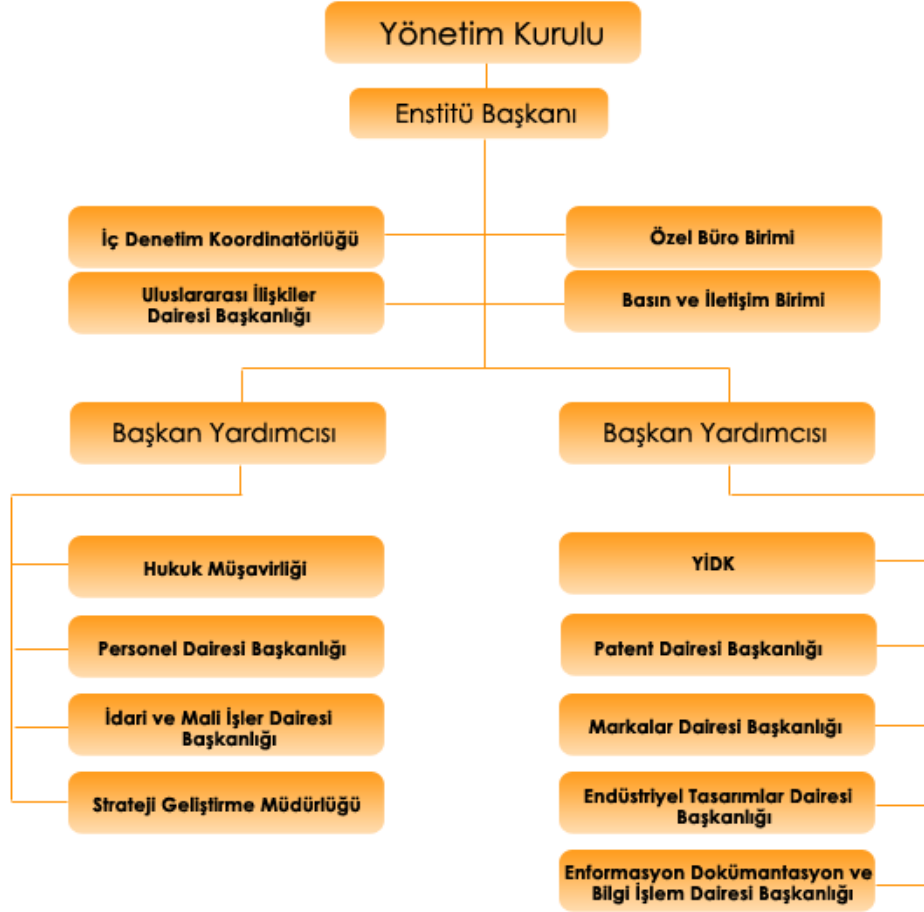 Yönetim Kurulu
Enstitü Başkanı
İç Denetim Koordinatörlüğü
Özel Büro Birimi
Uluslararası İlişkiler
Dairesi Başkanlığı
Basın ve İletişim Birimi
Başkan Yardımcısı
Başkan Yardımcısı
Hukuk Müşavirliği
Personel Dairesi Başkanlığı
İdari ve Mali İşler Dairesi
Başkanlığı
Strateji Geliştirme Müdürlüğü
YİDK
Patent Dairesi Başkanlığı
Markalar Dairesi Başkanlığı
Endüstriyel Tasarımlar Dairesi
Başkanlığı
Enformasyon Dokümantasyon ve
Bilgi İşlem Dairesi Başkanlığı